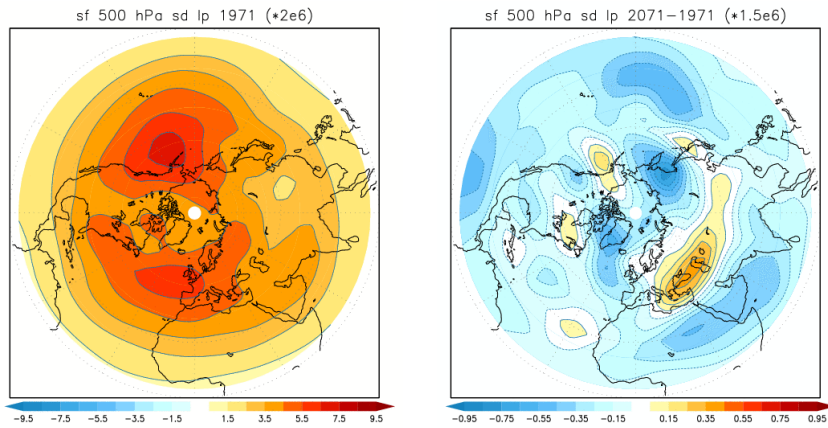 sf 500 hPa sd lp 1971 (*2e6)
sf 500 hPa sd lp 2071-1971 (*1.5e6)
-9.5 -7.5 -5.5 -3.5 -1.5 1.5 3.5 5.5 7.5 9.5
-0.95 -0.75 -0.55 -0.35 -0.15 0.15 0.35 0.55 0.75 0.95